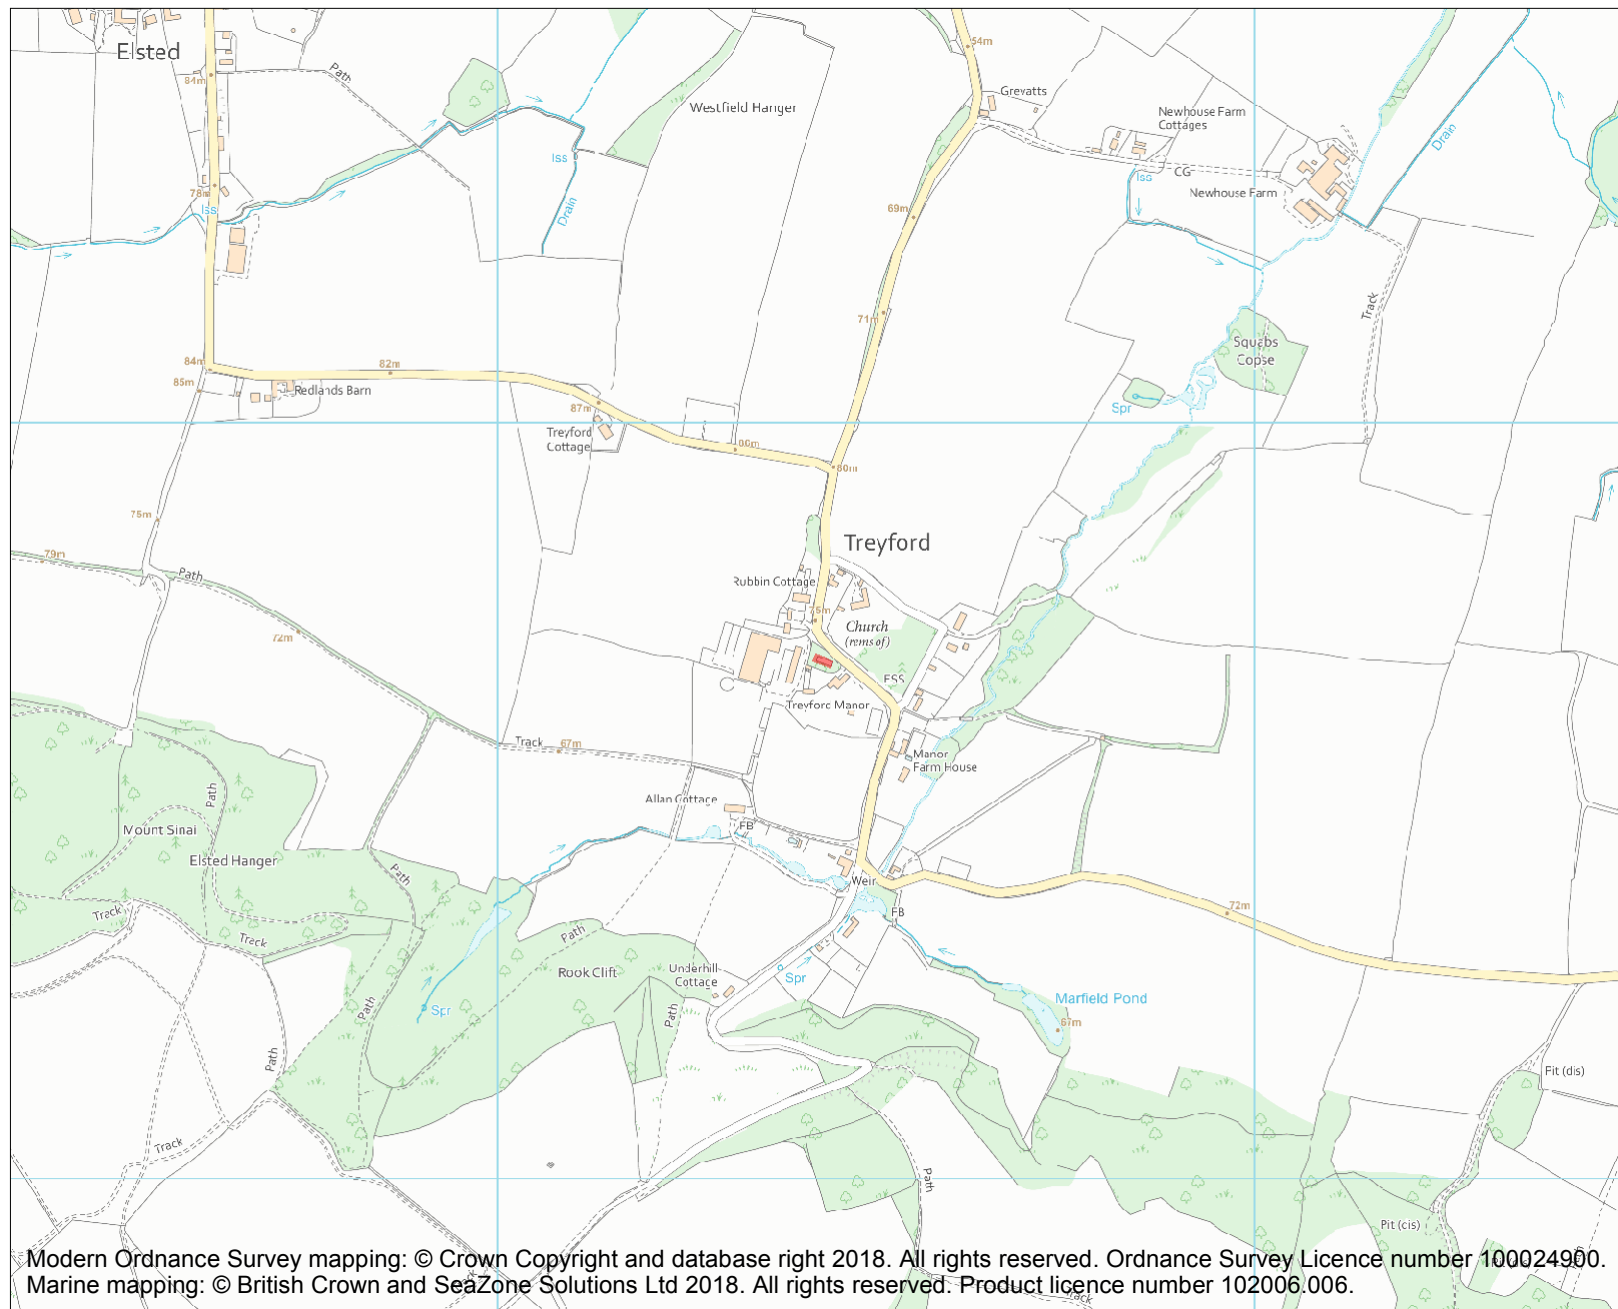 Elsted
54m
Path
84m
Grevatts
Westfield Hanger
Newhouse Farm
Cottages
Drain
Iss
CG
Iss
78m
Newhouse Farm
Iss
69m
Drain
Track
71m
Squabs
Copse
84m
82m
85m
Redlands Barn
87m
Spr
Treyford
Cottage
80m
75m
Treyford
79m
Path
Rubbin Cottage
75m
72m
Church
(rems of)
ESS
Treyford Manor
Track
67m
Manor
Farm House
Path
Allan Cottage
FB
Mount Sinai
Elsted Hanger
Path
Weir
Track
72m
FB
Path
Track
Rook Clift
Underhill
Cottage
Spr
Marfield Pond
Path
Spr
Path
67m
Path
Pit (dis)
Track
Path
Pit (cis)
Modern Ordnance Survey mapping: © Crown Copyright and database right 2018. All rights reserved. Ordnance Survey Licence number 100024900.
Marine mapping: © British Crown and SeaZone Solutions Ltd 2018. All rights reserved. Product licence number 102006.006.
Track